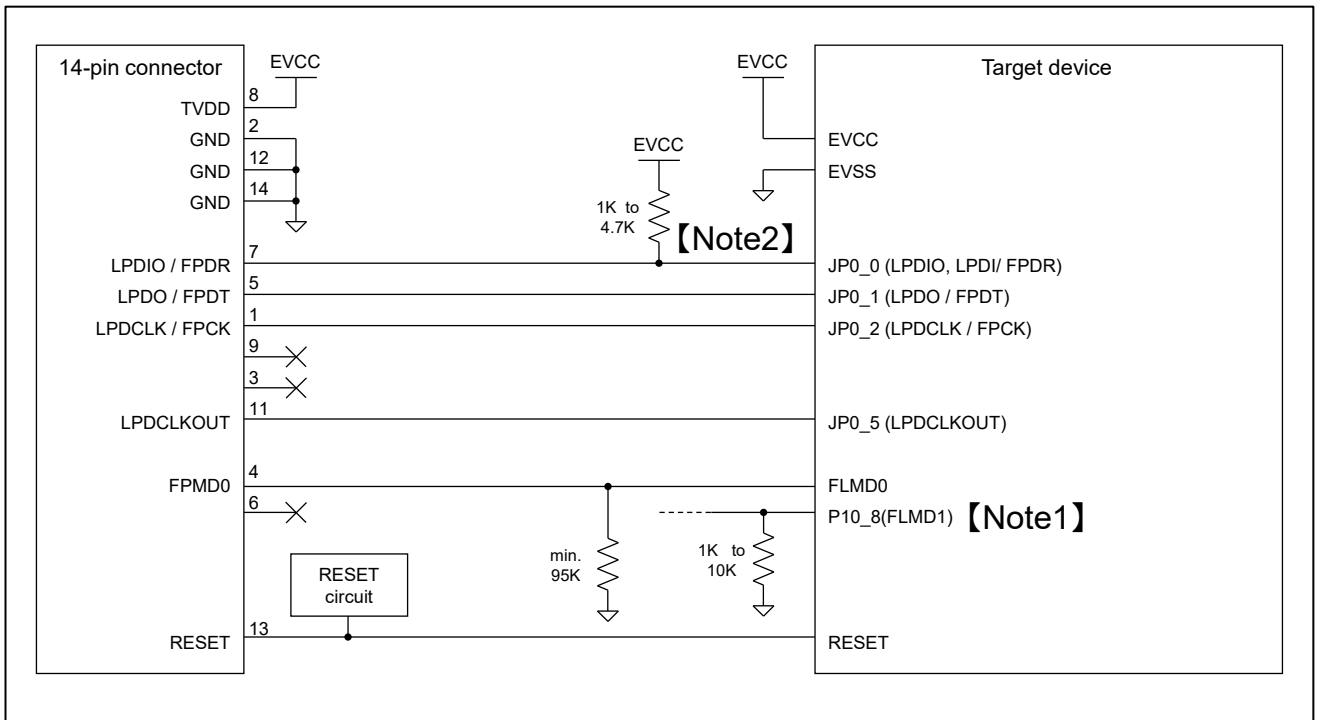 14-pin connector
EVCC
EVCC
Target device
8
TVDD
2
GND
12
GND
14
GND
EVCC
EVSS
EVCC
1K to
4.7K
【Note2】
7
LPDIO / FPDR
JP0_0 (LPDIO, LPDI/ FPDR)
5
LPDO / FPDT
JP0_1 (LPDO / FPDT)
1
LPDCLK / FPCK
JP0_2 (LPDCLK / FPCK)
9
3
11
LPDCLKOUT
JP0_5 (LPDCLKOUT)
4
FPMD0
FLMD0
6
P10_8(FLMD1)【Note1】
min.
95K
1K to
10K
RESET
circuit
13
RESET
RESET